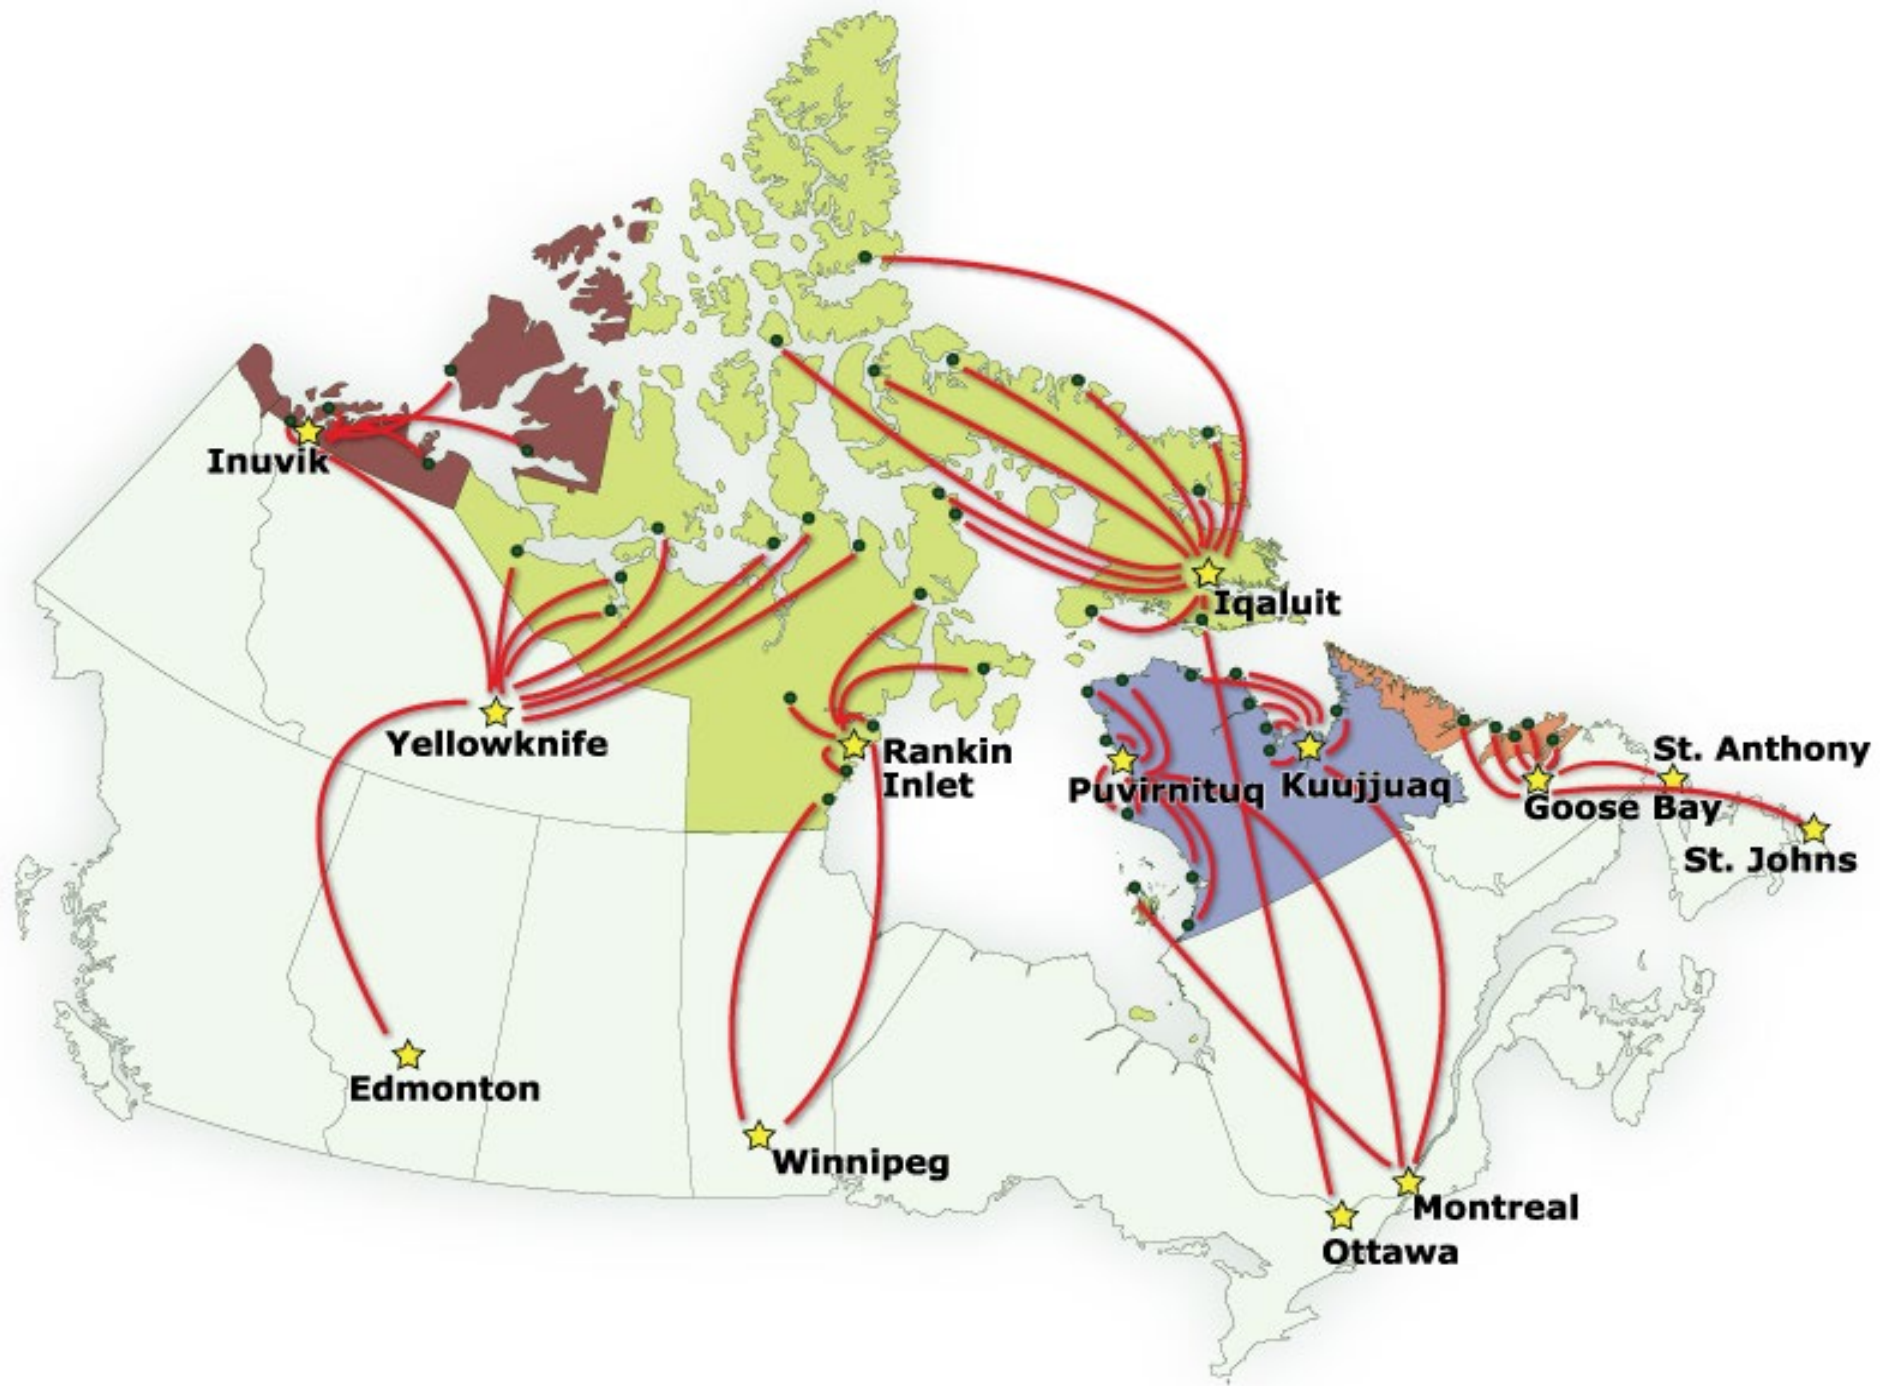 Inuvik
Iqaluit
Yellowknife
Rankin
Inlet
Puvirnituq
Kuujjuaq
St. Anthony
Goose Bay
St. Johns
Edmonton
Winnipeg
Montreal
Ottawa